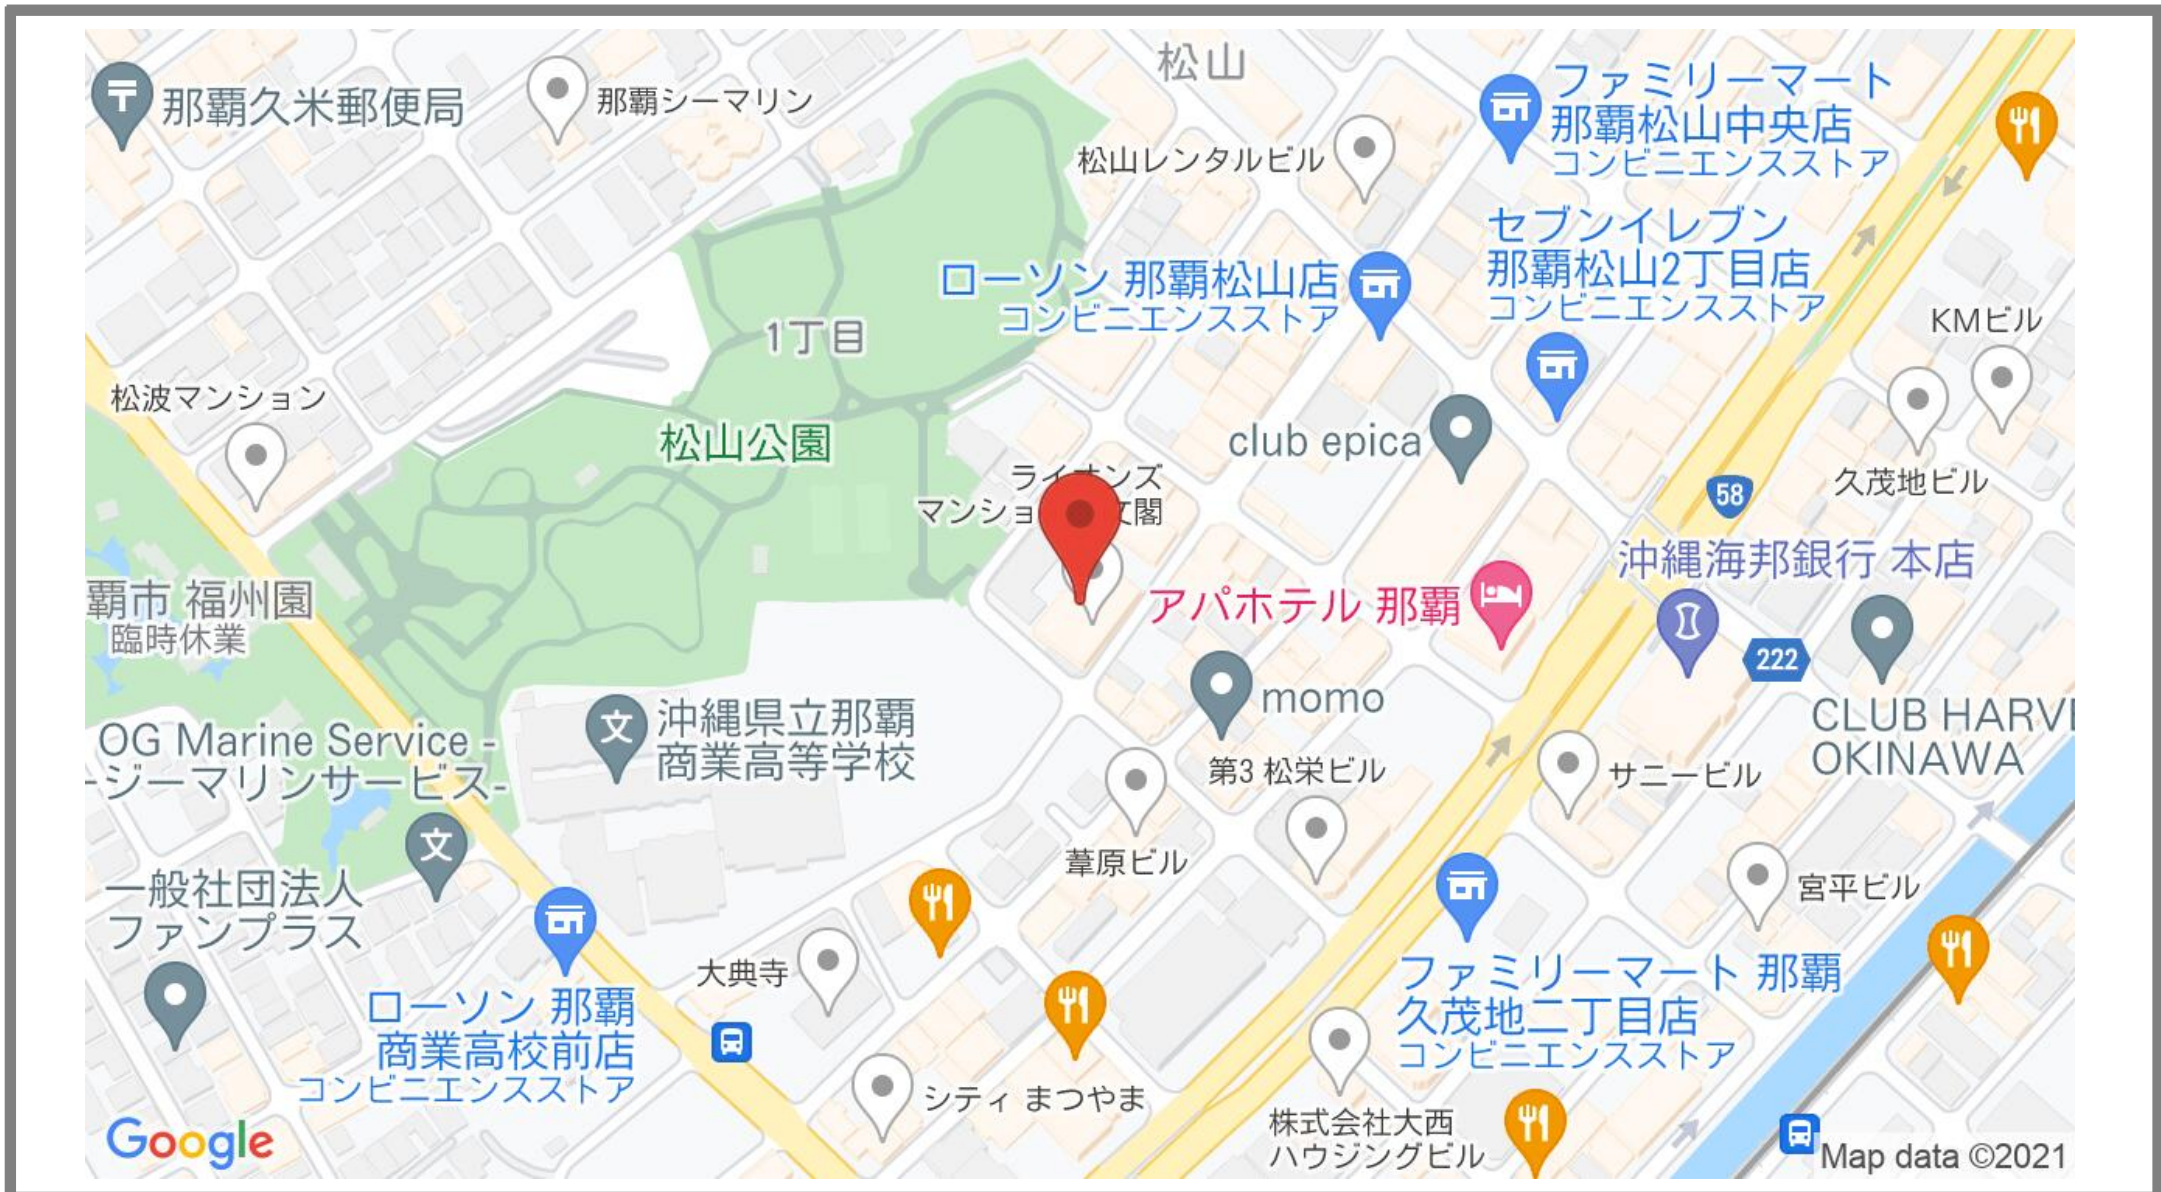 松山
那覇久米郵便局
那覇シーマリン
ファミリーマート
那覇松山中央店
コンビニエンスストア
松山レンタルビル
セブンイレブン
那覇松山2丁目店
コンビニエンスストア
ローソン 那覇松山店
コンビニエンスストア
1丁目
KMビル
松波マンション
松山公園
club epica
ライオンズ
マンショ
閣
58
久茂地ビル
沖縄海邦銀行 本店
覇市 福州園
臨時休業
アパホテル 那覇
222
momo
沖縄県立那覇
商業高等学校
CLUB HARV
OKINAWA
OG Marine Service -
ージーマリンサービス-
第3 松栄ビル
サニービル
葦原ビル
一般社団法人
ファンプラス
宮平ビル
大典寺
ファミリーマート 那覇
久茂地二丁目店
コンビニエンスストア
ローソン 那覇
商業高校前店
コンビニエンスストア
シティ まつやま
株式会社大西
ハウジングビル
Google
Map data ©2021